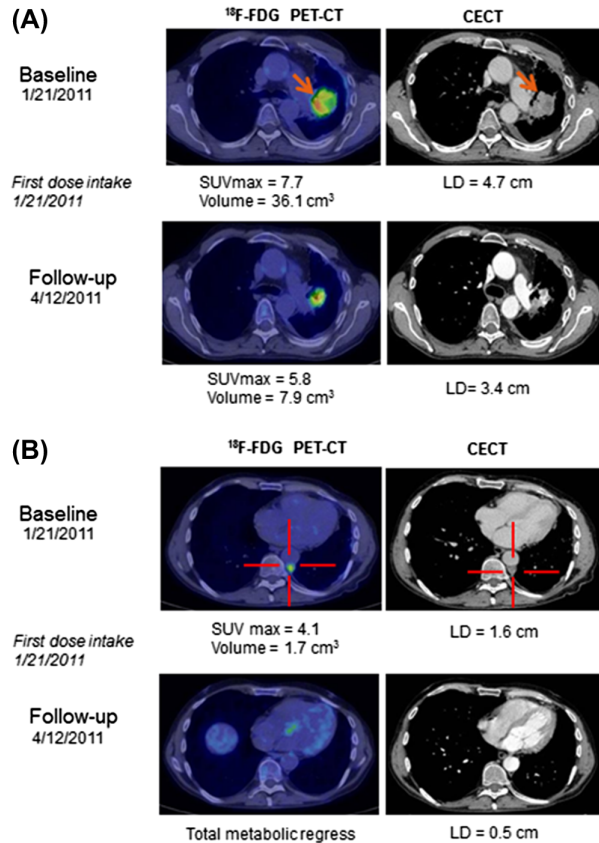 (A)
¹⁸F-FDG PET-CT CECT
Baseline
1/21/2011
First dose intake
1/21/2011
SUVmax = 7.7 LD = 4.7 cm
Volume = 36.1 cm³
Follow-up
4/12/2011
SUVmax = 5.8 LD= 3.4 cm
Volume = 7.9 cm³
(B)
¹⁸F-FDG PET-CT CECT
Baseline
1/21/2011
First dose intake
1/21/2011
SUV max = 4.1 LD = 1.6 cm
Volume = 1.7 cm³
Follow-up
4/12/2011
Total metabolic regress LD = 0.5 cm